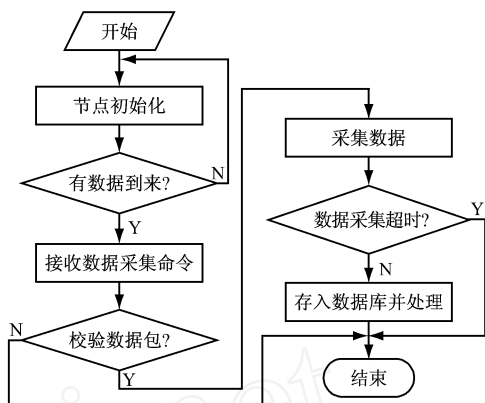 开始
节点初始化
有数据到来?
N
Y
接收数据采集命令
校验数据包?
N
Y
采集数据
数据采集超时?
Y
N
存入数据库并处理
结束